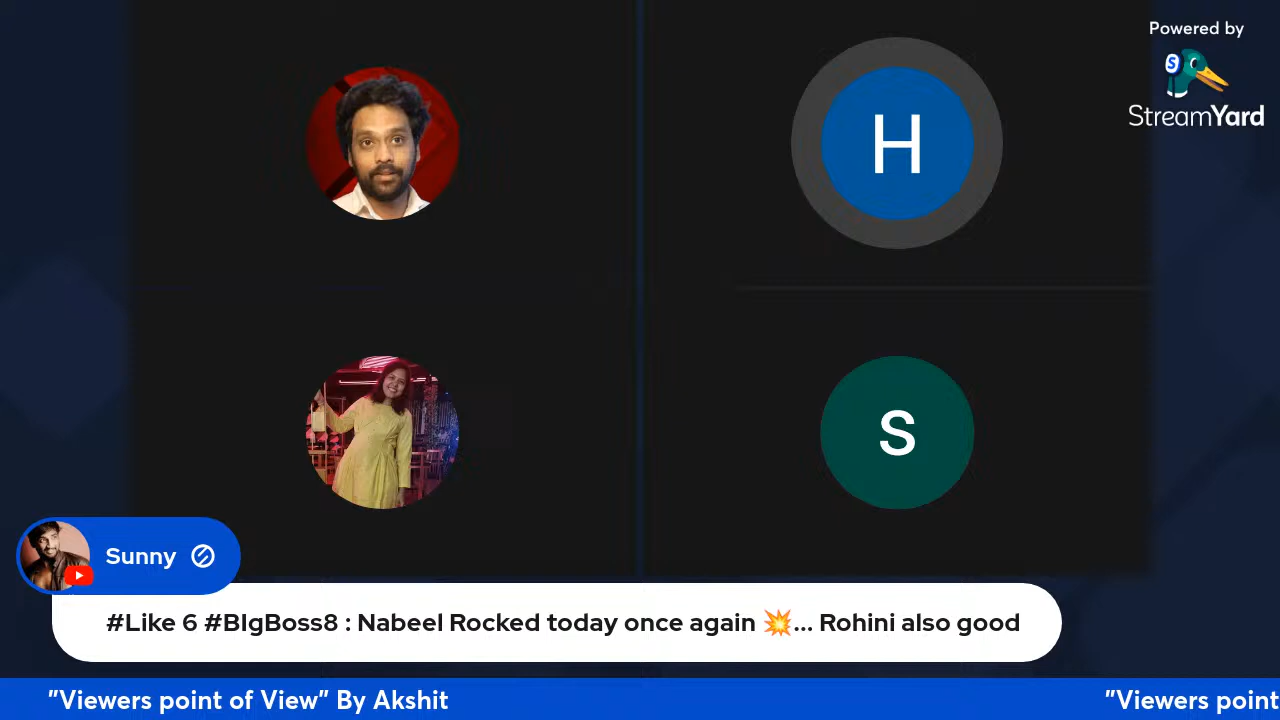 Powered by
StreamYard
H
S
Sunny
#Like 6 #BIgBoss8 : Nabeel Rocked today once again 💥... Rohini also good
"Viewers point of View" By Akshit
"Viewers point